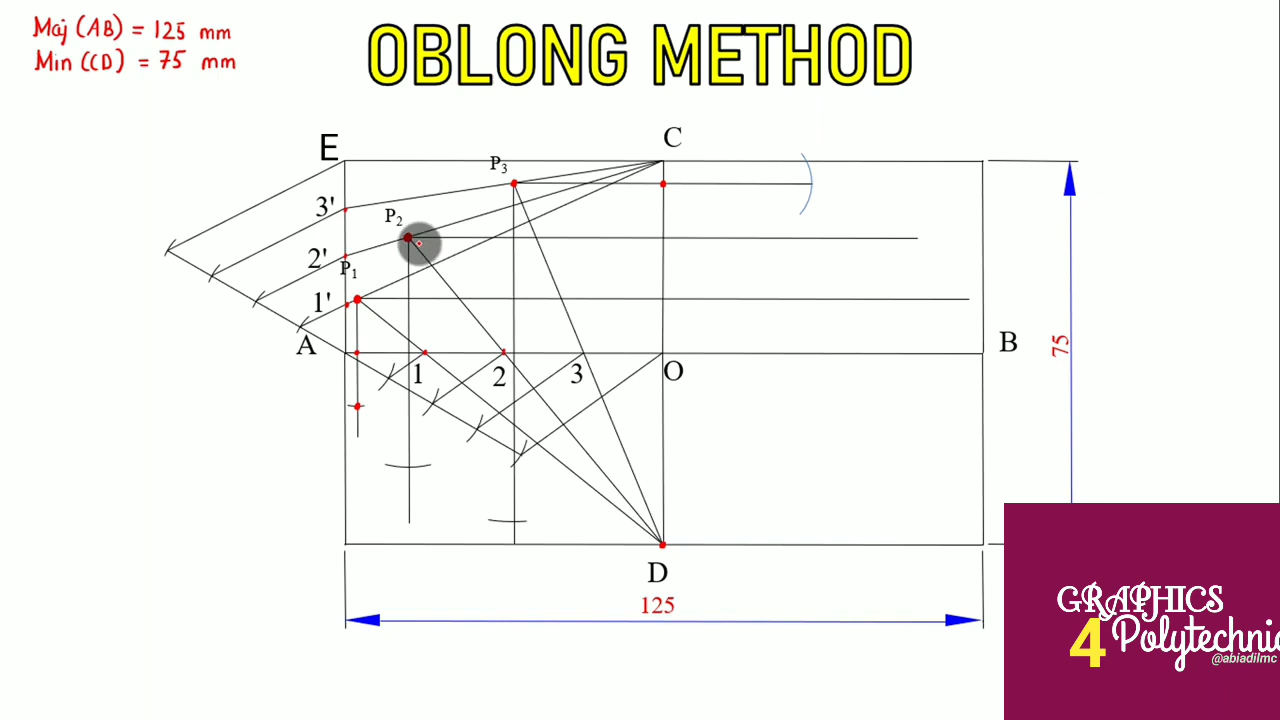 Maj (AB) = 125 mm
Min (CD) = 75 mm
OBLONG METHOD
E
C
P3
3'
P2
2'
P1
1'
A
B
75
1
2
3
O
D
125
GRAPHICS
4 Polytechnic
@abiadilmc